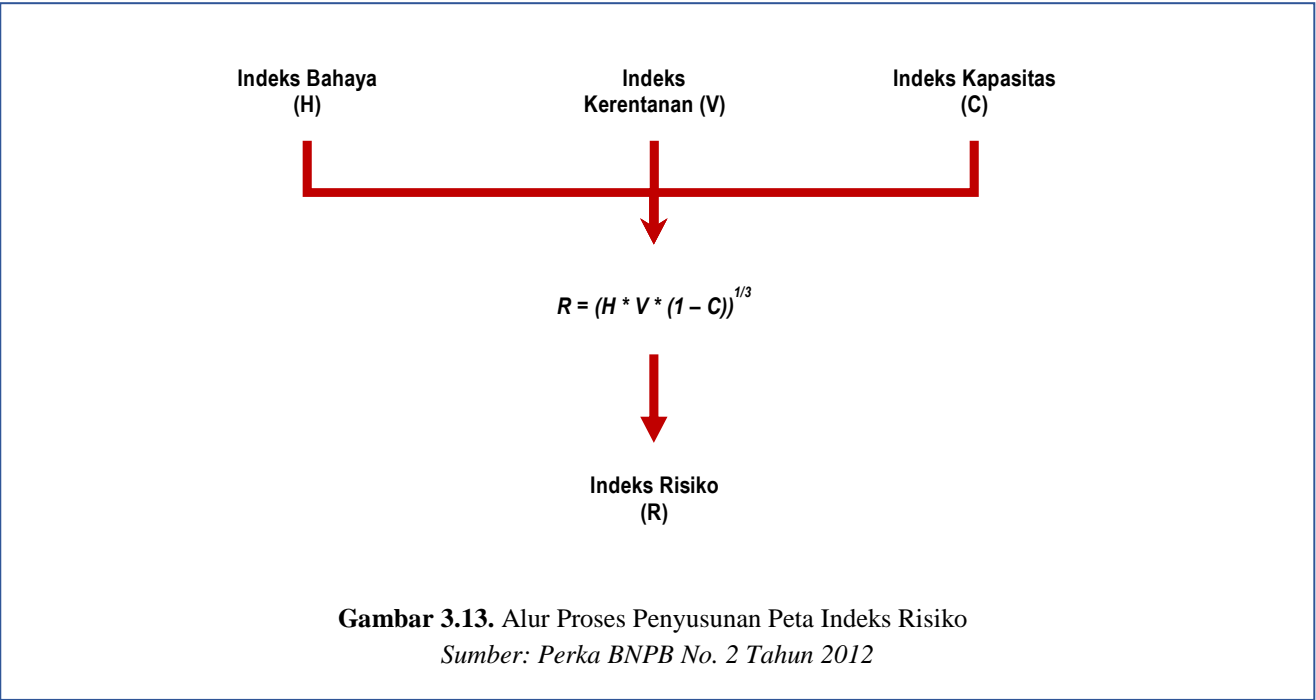 Indeks Bahaya
(H)
Indeks
Kerentanan (V)
Indeks Kapasitas
(C)
R = (H * V * (1 – C))^1/3
Indeks Risiko
(R)
Gambar 3.13. Alur Proses Penyusunan Peta Indeks Risiko
Sumber: Perka BNPB No. 2 Tahun 2012